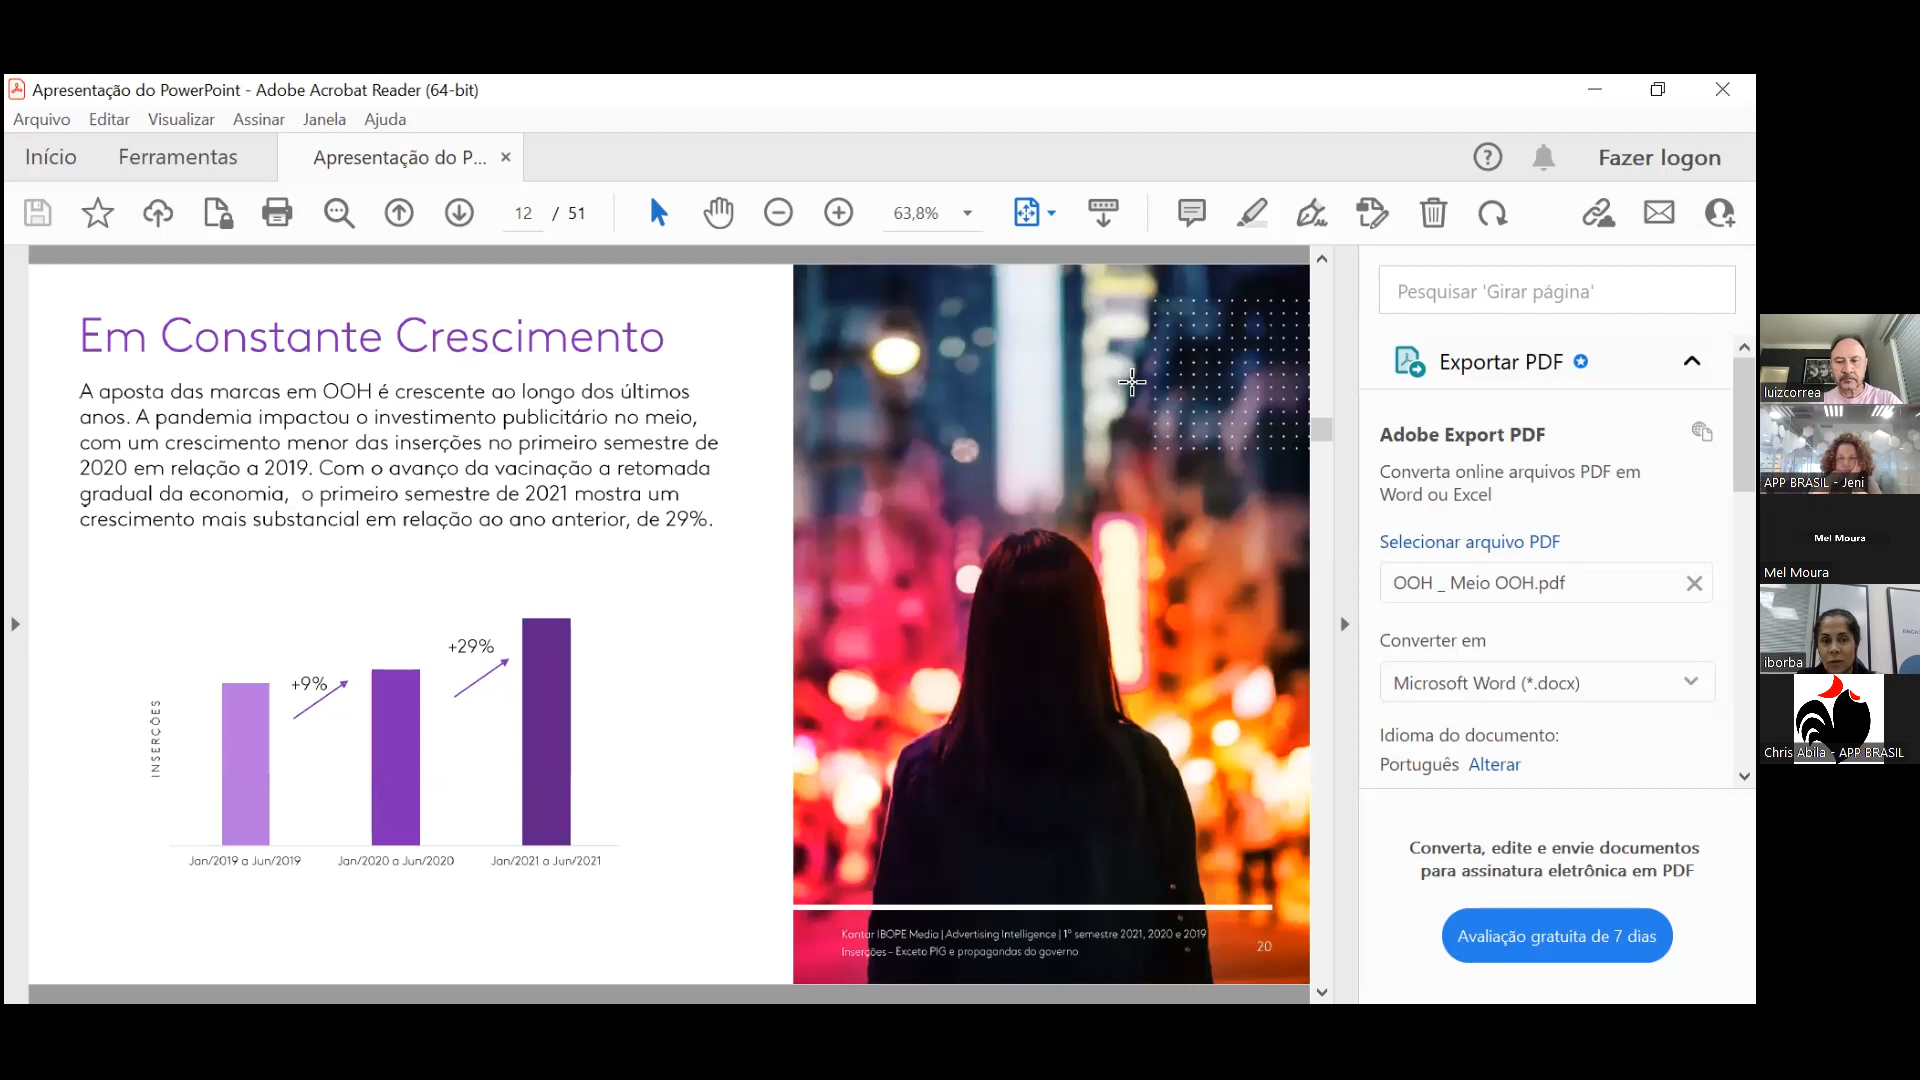 Apresentação do PowerPoint - Adobe Acrobat Reader (64-bit)
Arquivo Editar Visualizar Assinar Janela Ajuda
Início Ferramentas Apresentação do P... × Fazer logon
12 / 51 63,8%
Em Constante Crescimento
A aposta das marcas em OOH é crescente ao longo dos últimos
anos. A pandemia impactou o investimento publicitário no meio,
com um crescimento menor das inserções no primeiro semestre de
2020 em relação a 2019. Com o avanço da vacinação a retomada
gradual da economia, o primeiro semestre de 2021 mostra um
crescimento mais substancial em relação ao ano anterior, de 29%.
INSERÇÕES
+9%
+29%
Jan/2019 a Jun/2019 Jan/2020 a Jun/2020 Jan/2021 a Jun/2021
Kantar IBOPE Media | Advertising Intelligence | 1º semestre 2021, 2020 e 2019
Inserções – Exceto PIG e propagandas do governo
20
Pesquisar 'Girar página'
Exportar PDF
Adobe Export PDF
Converta online arquivos PDF em
Word ou Excel
Selecionar arquivo PDF
OOH _ Meio OOH.pdf
Converter em
Microsoft Word (*.docx)
Idioma do documento:
Português Alterar
Converta, edite e envie documentos
para assinatura eletrônica em PDF
Avaliação gratuita de 7 dias
luizcorrea
APP BRASIL - Jeni
Mel Moura
Mel Moura
iborba
Chris Abila - APP BRASIL